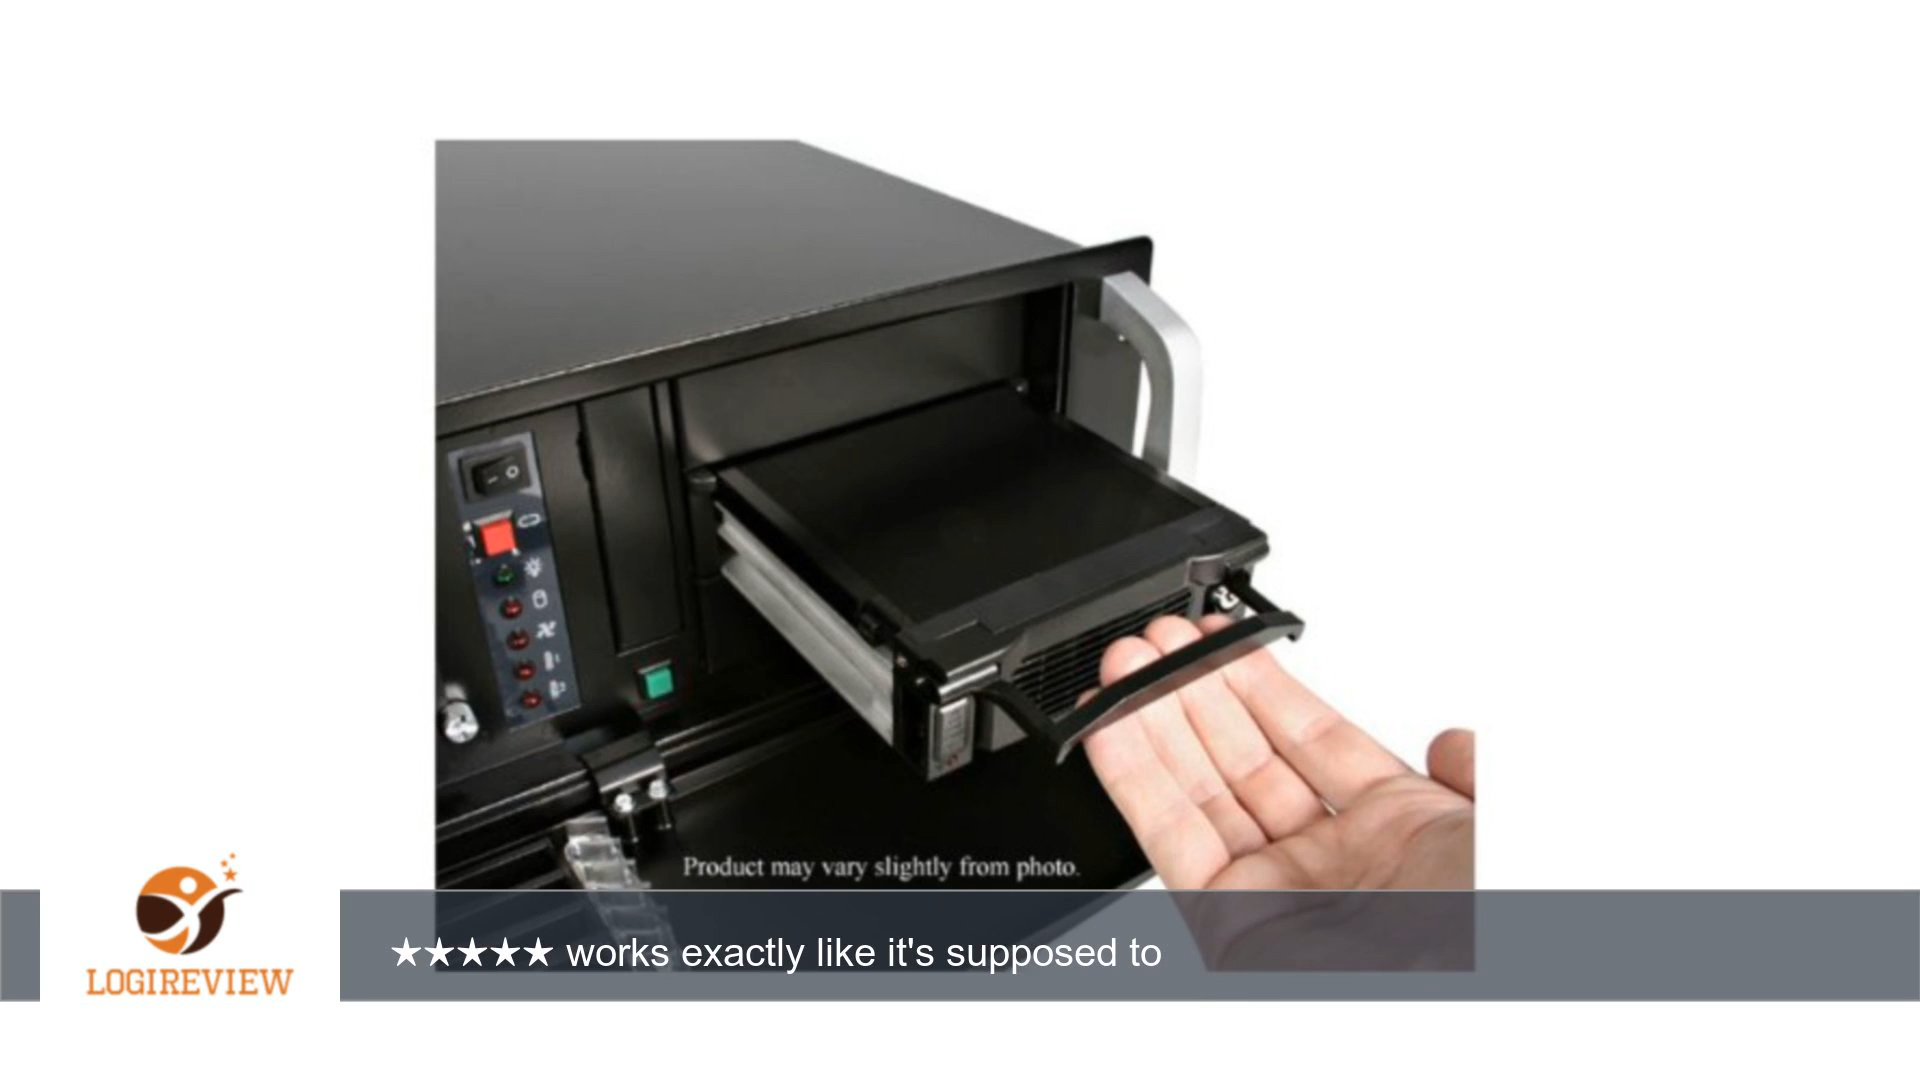 Product may vary slightly from photo.
★★★★★ works exactly like it's supposed to
LOGIREVIEW